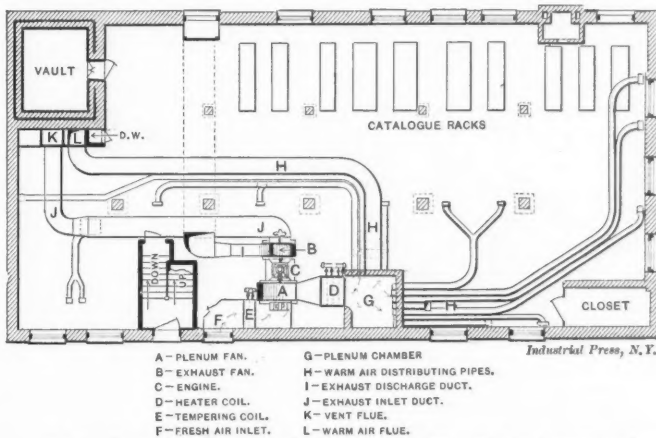 VAULT
K
L
D.W.
CATALOGUE RACKS
H
H
J
J
I
B
C
A
D
G
E
F
DOWN
UP
H
CLOSET
A—PLENUM FAN.
B—EXHAUST FAN.
C—ENGINE.
D—HEATER COIL.
E—TEMPERING COIL.
F—FRESH AIR INLET.
G—PLENUM CHAMBER
H—WARM AIR DISTRIBUTING PIPES.
I—EXHAUST DISCHARGE DUCT.
J—EXHAUST INLET DUCT.
K—VENT FLUE.
L—WARM AIR FLUE.
Industrial Press, N. Y.